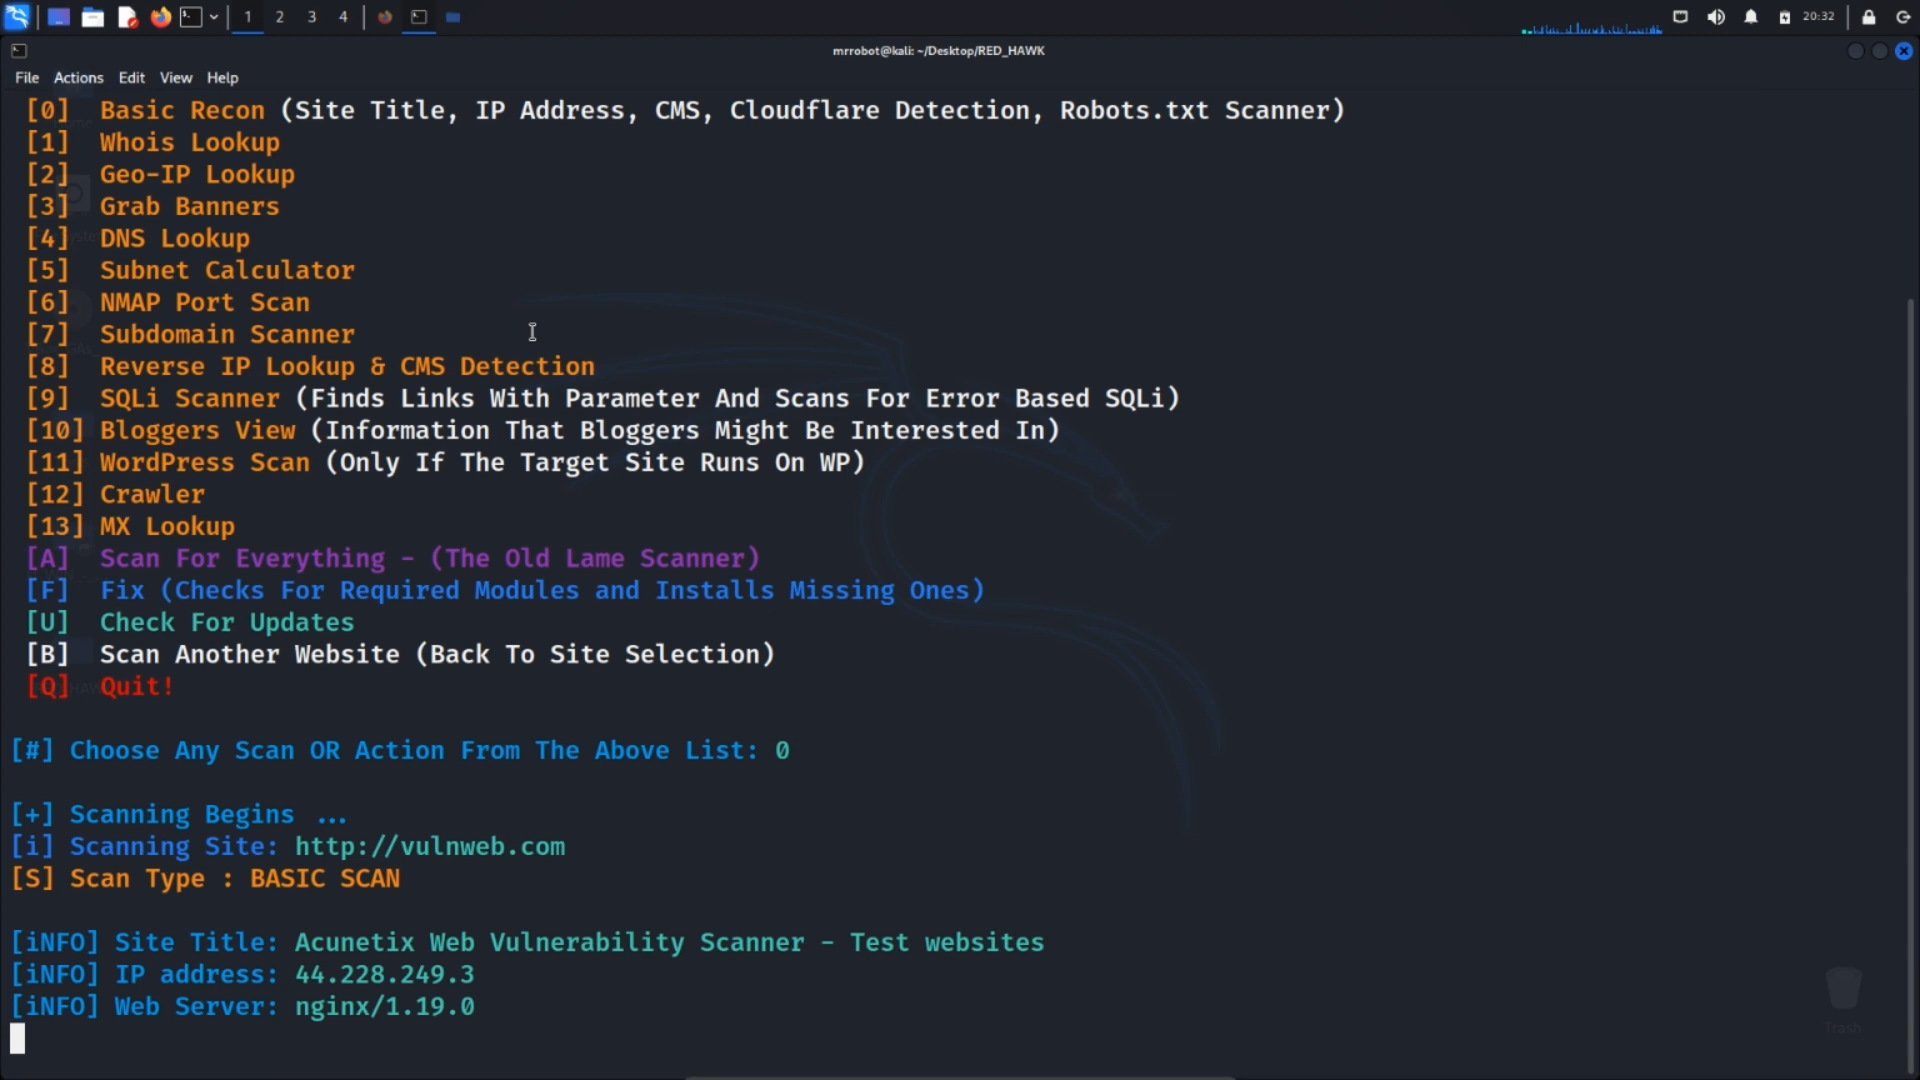 1 2 3 4 20:32
mrrobot@kali: ~/Desktop/RED_HAWK
File Actions Edit View Help
[0] Basic Recon (Site Title, IP Address, CMS, Cloudflare Detection, Robots.txt Scanner)
[1] Whois Lookup
[2] Geo-IP Lookup
[3] Grab Banners
[4] DNS Lookup
[5] Subnet Calculator
[6] NMAP Port Scan
[7] Subdomain Scanner
[8] Reverse IP Lookup & CMS Detection
[9] SQLi Scanner (Finds Links With Parameter And Scans For Error Based SQLi)
[10] Bloggers View (Information That Bloggers Might Be Interested In)
[11] WordPress Scan (Only If The Target Site Runs On WP)
[12] Crawler
[13] MX Lookup
[A] Scan For Everything - (The Old Lame Scanner)
[F] Fix (Checks For Required Modules and Installs Missing Ones)
[U] Check For Updates
[B] Scan Another Website (Back To Site Selection)
[Q] Quit!
[#] Choose Any Scan OR Action From The Above List: 0
[+] Scanning Begins ...
[i] Scanning Site: http://vulnweb.com
[S] Scan Type : BASIC SCAN
[iNFO] Site Title: Acunetix Web Vulnerability Scanner - Test websites
[iNFO] IP address: 44.228.249.3
[iNFO] Web Server: nginx/1.19.0
Trash